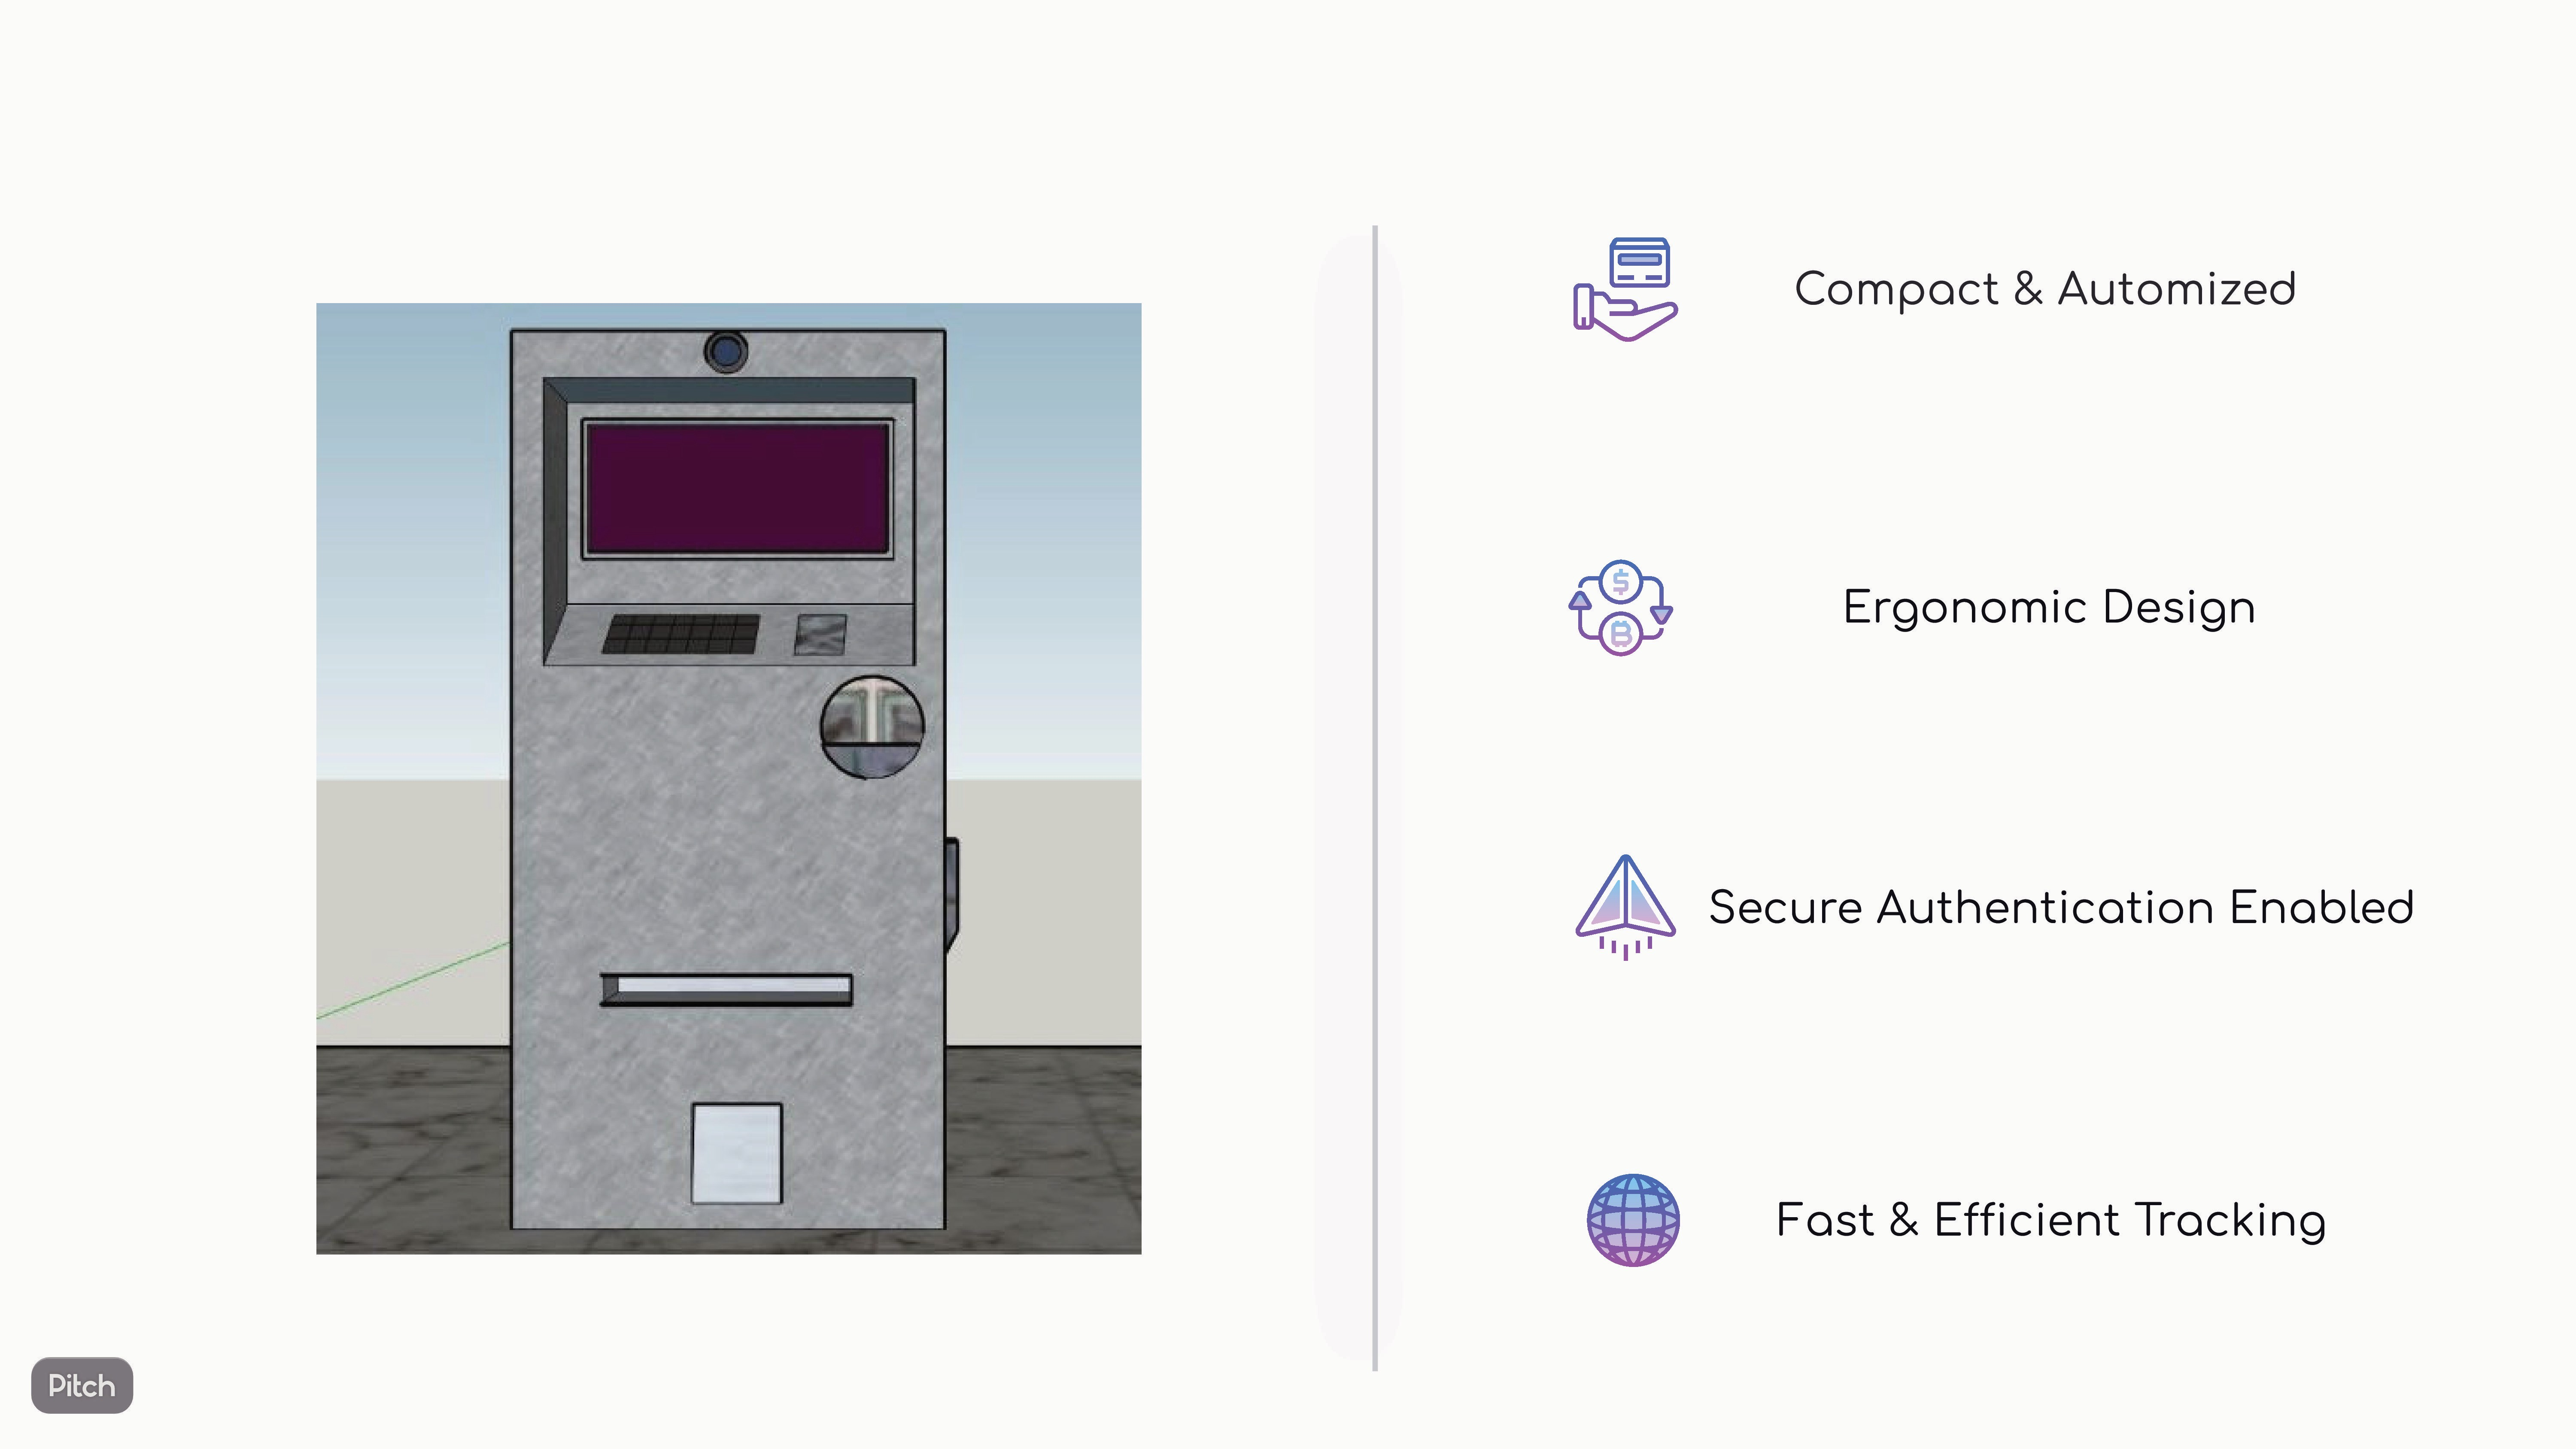 Compact & Automized
$
B
Ergonomic Design
Secure Authentication Enabled
Fast & Efficient Tracking
Pitch